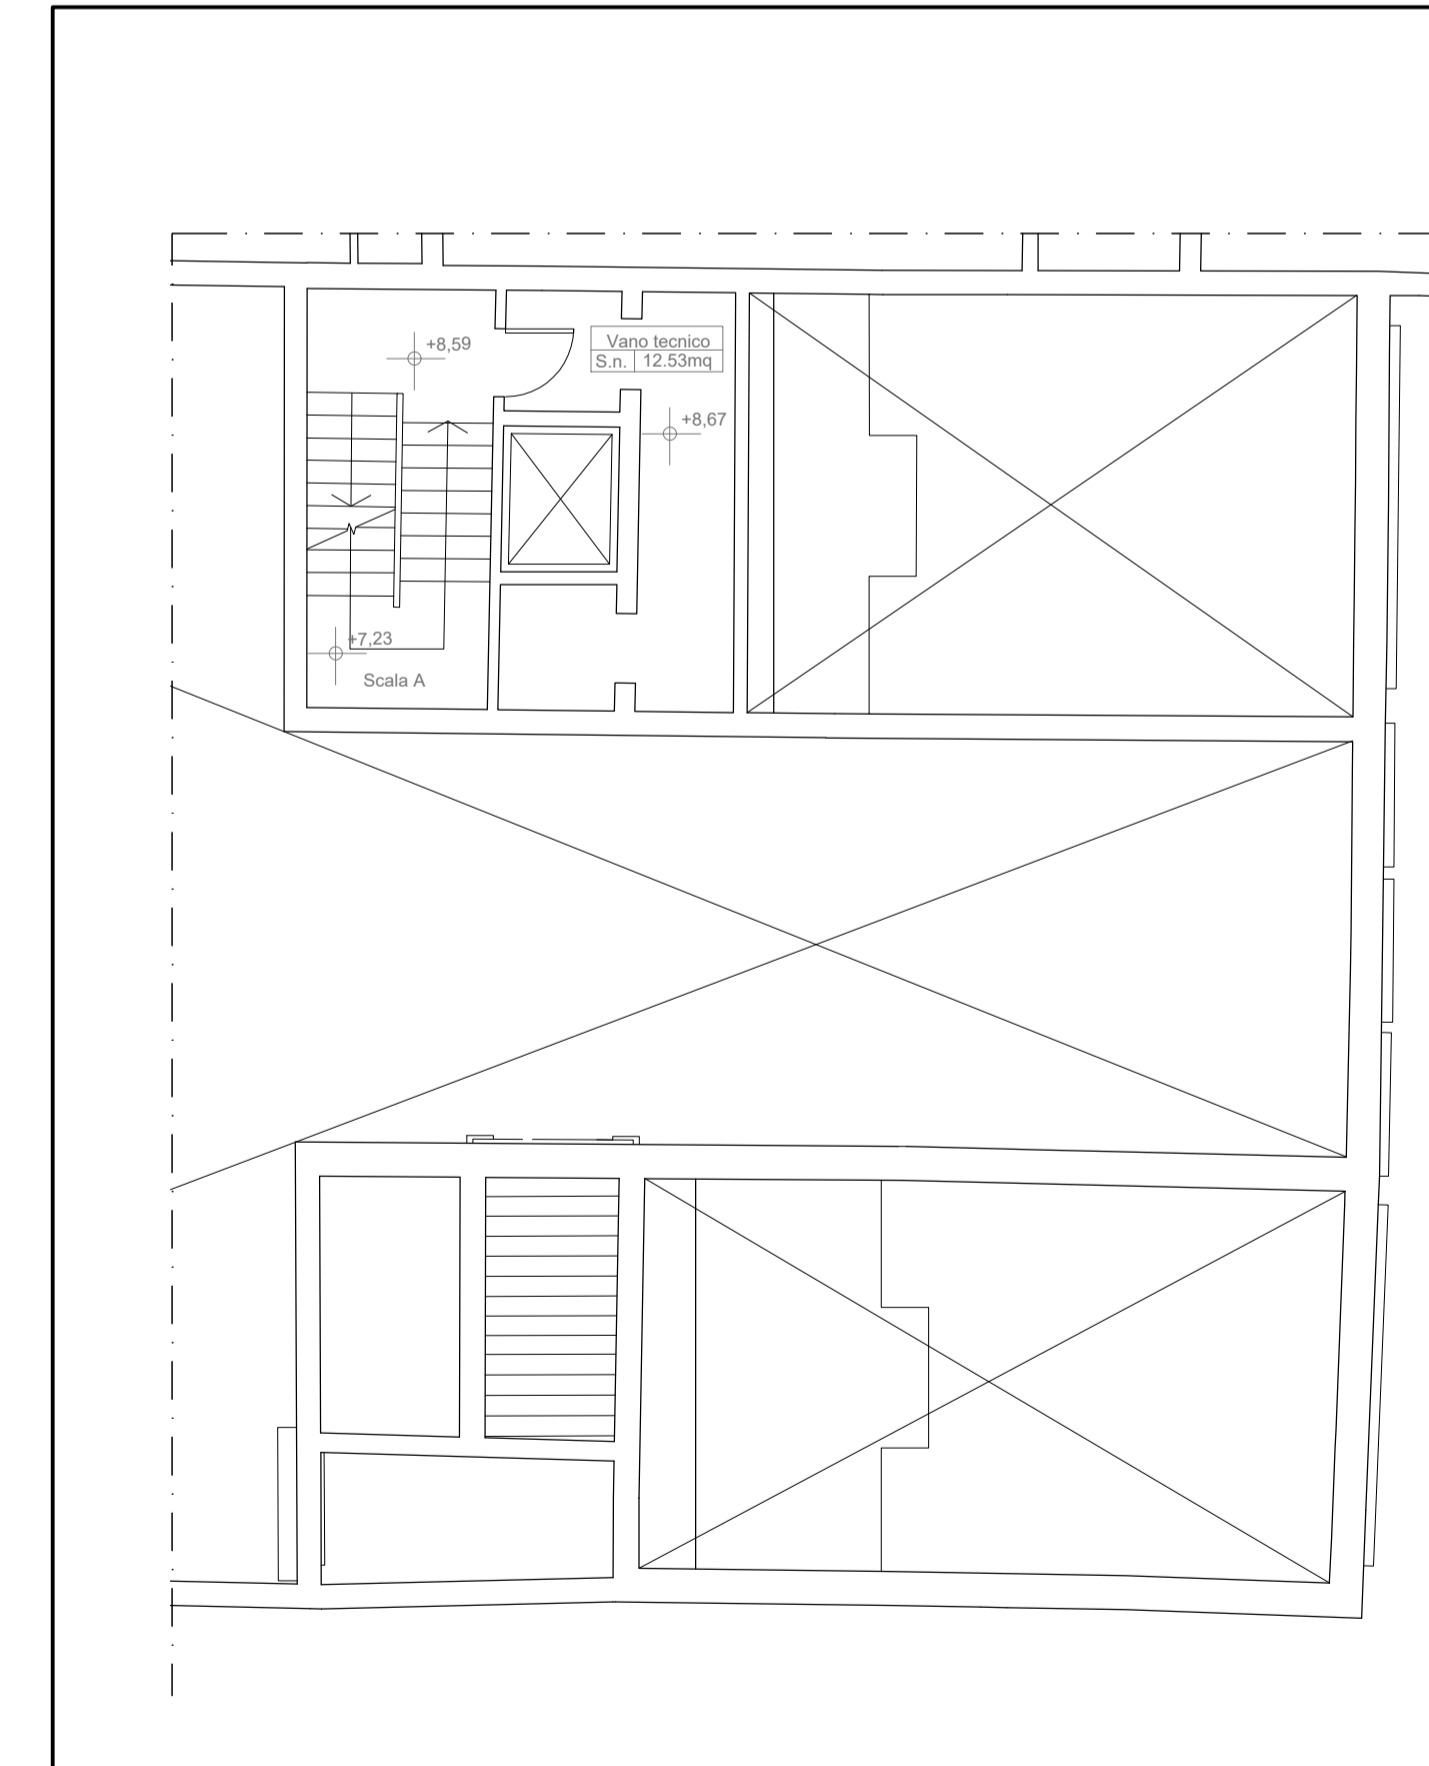 +8,59
Vano tecnico
S.n. 12.53mq
+8,67
+7,23
Scala A